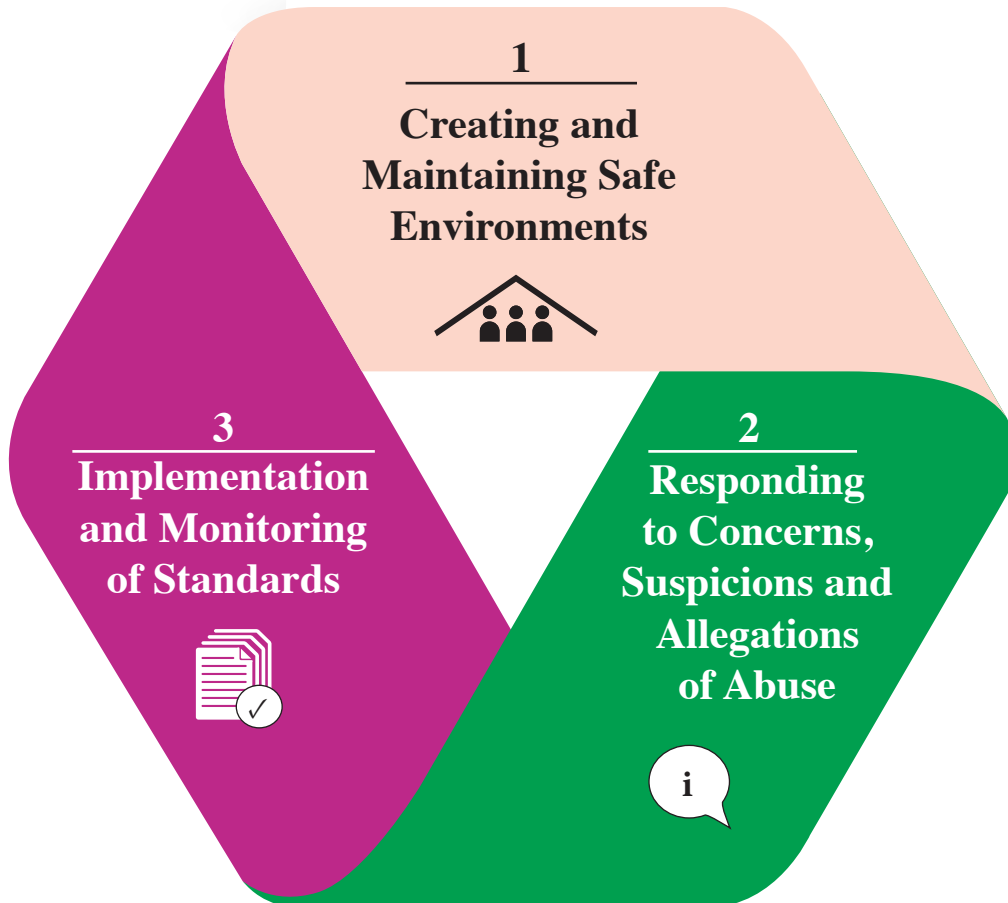 1
Creating and
Maintaining Safe
Environments
2
Responding
to Concerns,
Suspicions and
Allegations
of Abuse
i
3
Implementation
and Monitoring
of Standards
✓